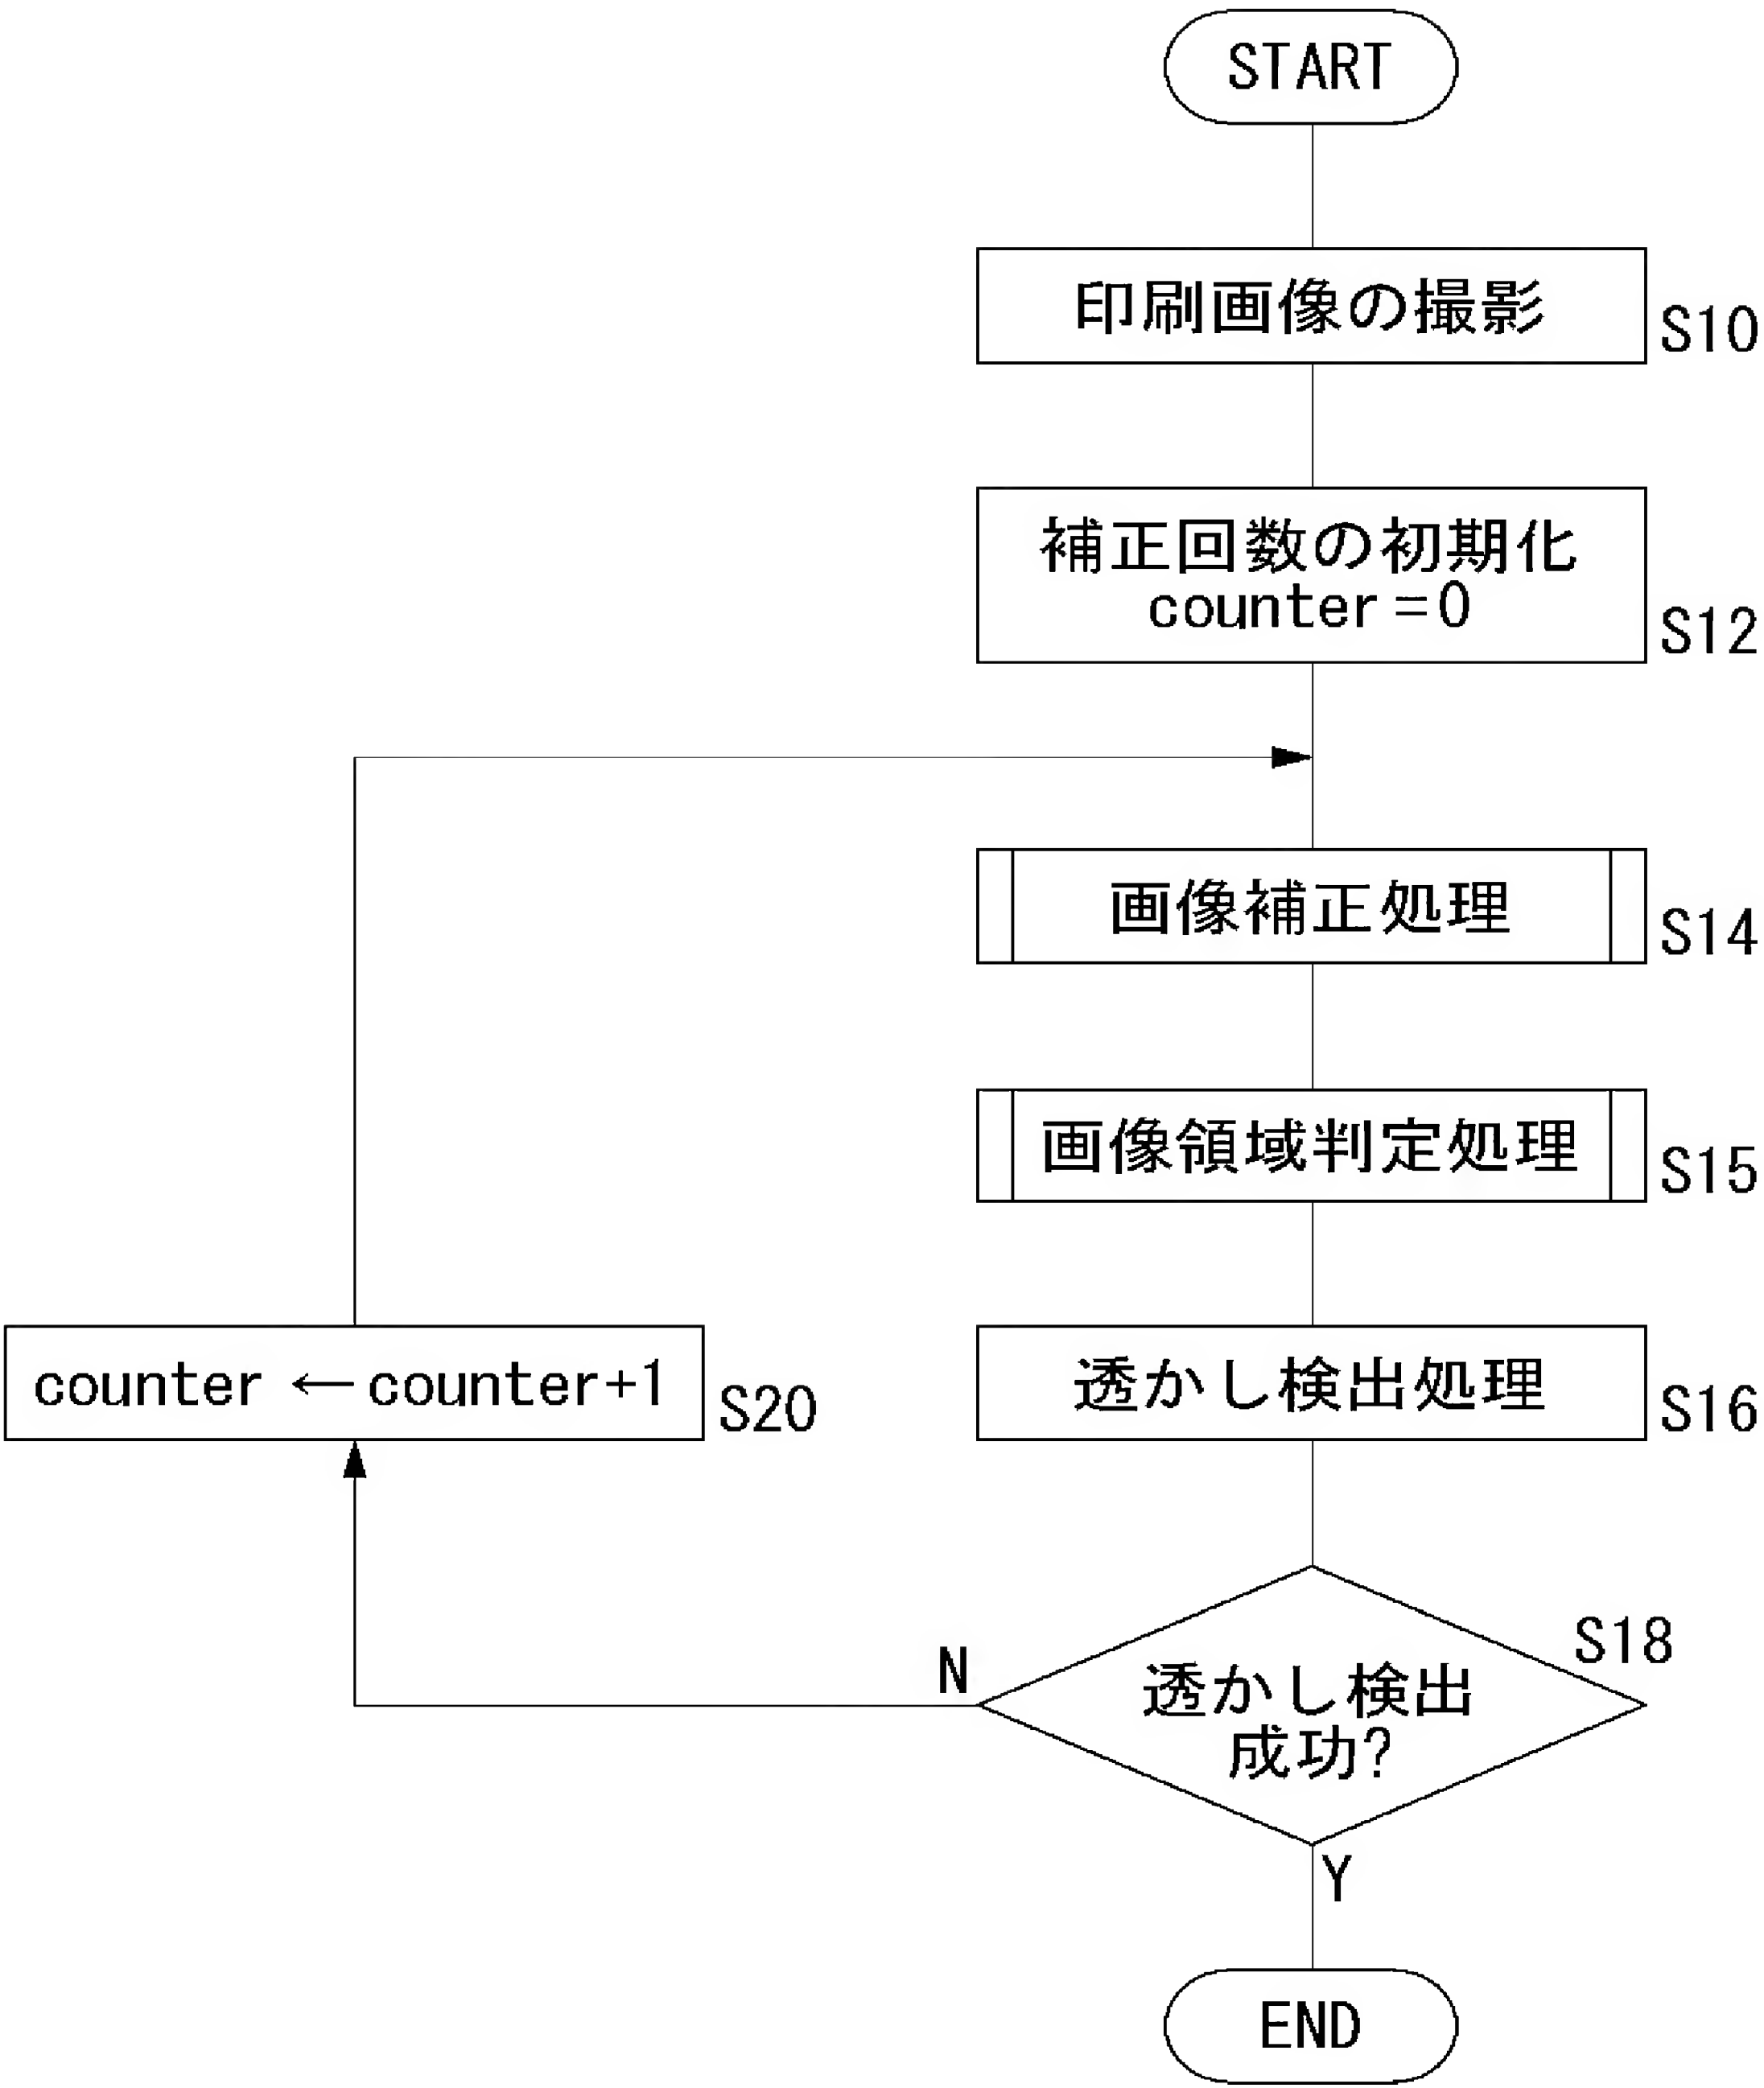 START
印刷画像の撮影
S10
補正回数の初期化
counter=0
S12
画像補正処理
S14
画像領域判定処理
S15
counter←counter+1
S20
透かし検出処理
S16
S18
N
透かし検出
成功?
Y
END